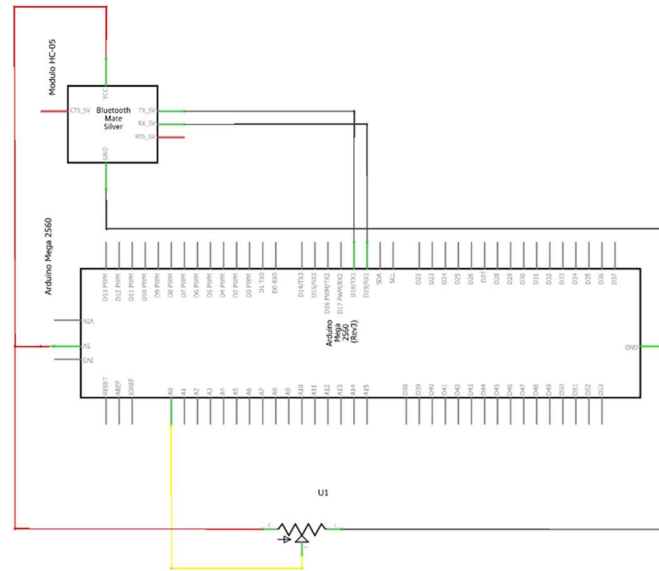 Modulo HC-05
VCC
CTS_5V
Bluetooth
Mate
Silver
TX_5V
RX_5V
RTS_5V
GND
Arduino Mega 2560
D13 PWM
D12 PWM
D11 PWM
D10 PWM
D9 PWM
D8 PWM
D7 PWM
D6 PWM
D5 PWM
D4 PWM
D3 PWM
D2 PWM
D1 TX0
D0 RX0
D14/TX3
D15/RX3
D16 PWM/TX2
D17 PWM/RX2
D18/TX1
D19/RX1
SDA
SCL
D22
D23
D24
D25
D26
D27
D28
D29
D30
D31
D32
D33
D34
D35
D36
D37
VIN
5V
3V3
Arduino
Mega
2560
(Rev3)
GND
RESET
AREF
IOREF
A0
A1
A2
A3
A4
A5
A6
A7
A8
A9
A10
A11
A12
A13
A14
A15
D38
D39
D40
D41
D42
D43
D44
D45
D46
D47
D48
D49
D50
D51
D52
D53
U1